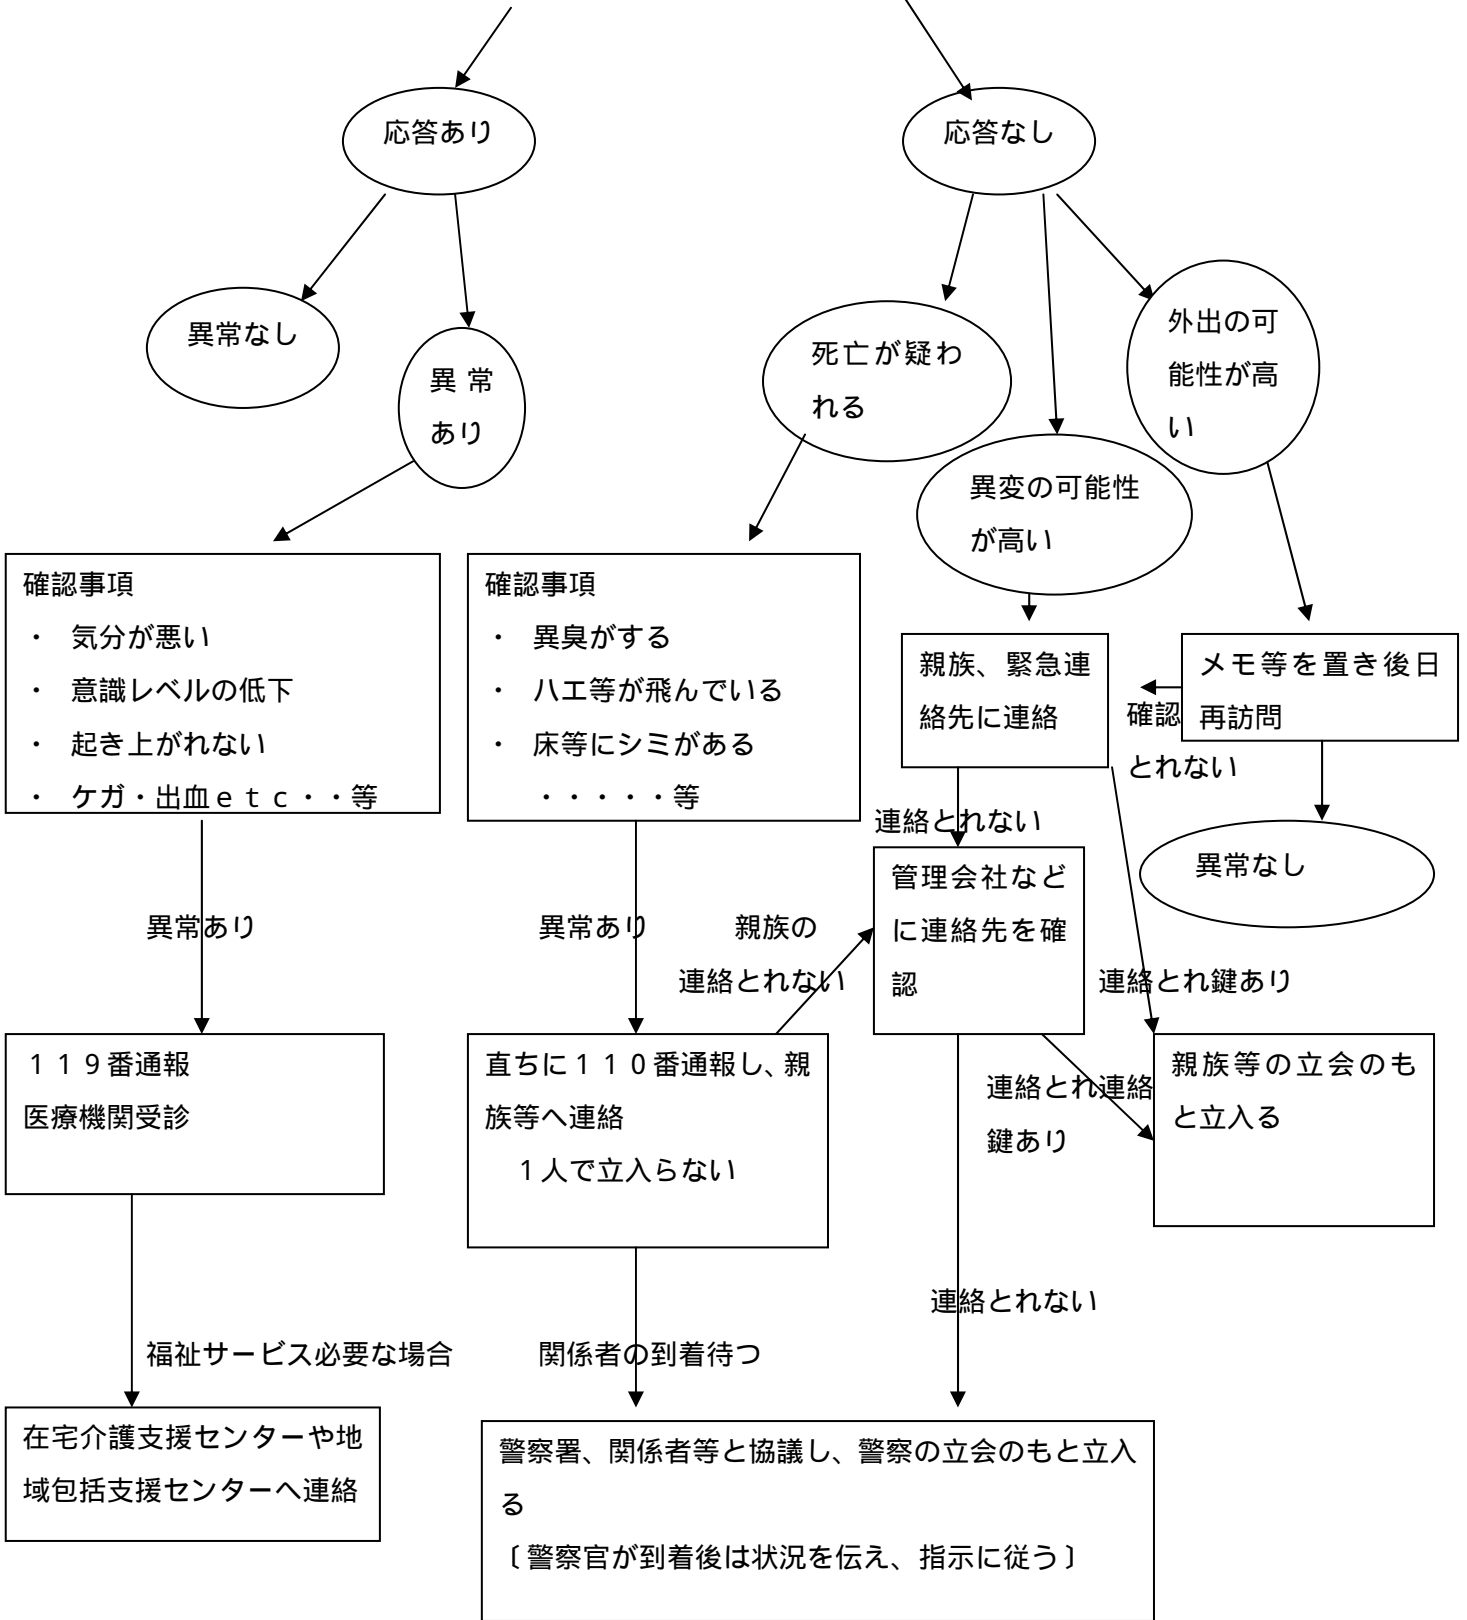 応答あり
応答なし
異常なし
異常
あり
死亡が疑わ
れる
外出の可
能性が高
い
異変の可能性
が高い
確認事項
・ 気分が悪い
・ 意識レベルの低下
・ 起き上がれない
・ ケガ・出血ｅｔｃ・・等
確認事項
・ 異臭がする
・ ハエ等が飛んでいる
・ 床等にシミがある
・・・・・等
親族、緊急連
絡先に連絡
メモ等を置き後日
再訪問
確認
とれない
連絡とれない
異常なし
管理会社など
に連絡先を確
認
異常あり
異常あり
親族の
連絡とれない
連絡とれ鍵あり
１１９番通報
医療機関受診
直ちに１１０番通報し、親
族等へ連絡
１人で立入らない
連絡とれ連絡
鍵あり
親族等の立会のも
と立入る
連絡とれない
福祉サービス必要な場合
関係者の到着待つ
在宅介護支援センターや地
域包括支援センターへ連絡
警察署、関係者等と協議し、警察の立会のもと立入
る
〔警察官が到着後は状況を伝え、指示に従う〕